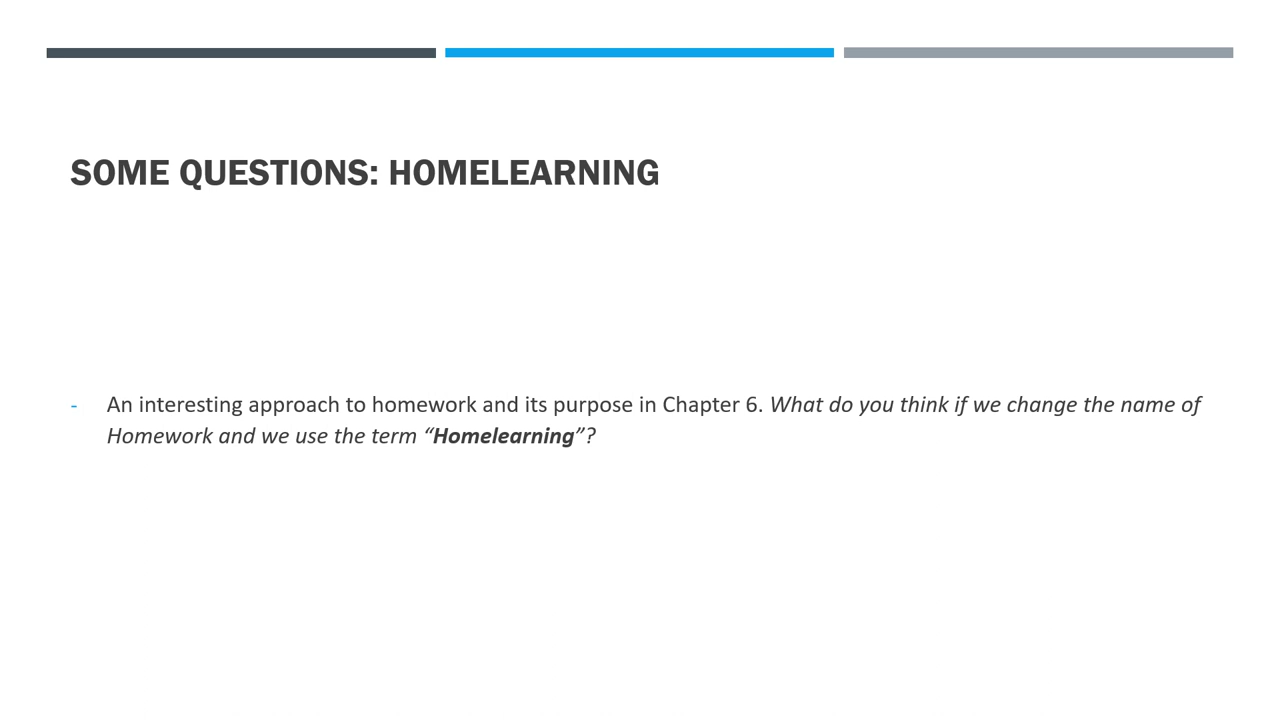 SOME QUESTIONS: HOMELEARNING
- An interesting approach to homework and its purpose in Chapter 6. What do you think if we change the name of
Homework and we use the term “Homelearning”?